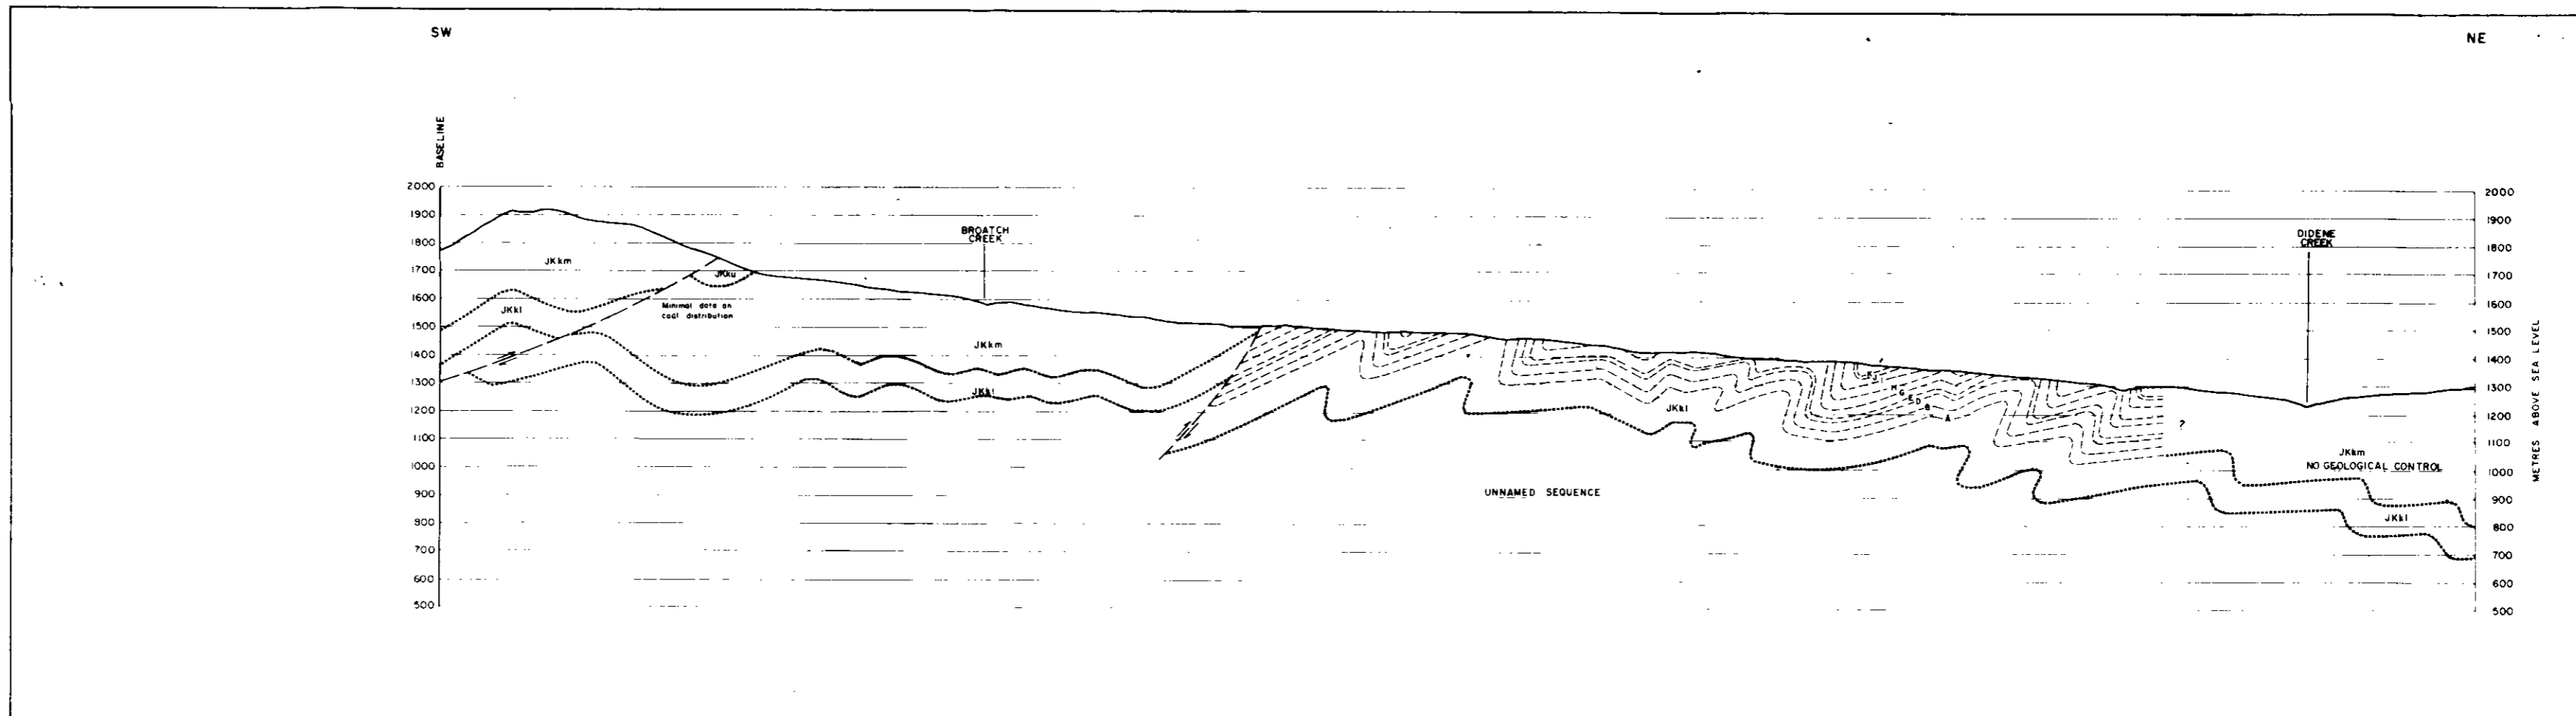 SW
NE
BASELINE
2000
1900
1800
1700
1600
1500
1400
1300
1200
1100
1000
900
800
700
600
500
JKkm
JKkl
JKku
Minimal data on
coal distribution
BROATCH
CREEK
JKkm
JKkl
JKkl
UNNAMED SEQUENCE
K
J
I
H
G
E
D
B
A
?
DIDENE
CREEK
JKkm
NO GEOLOGICAL CONTROL
JKkl
2000
1900
1800
1700
1600
1500
1400
1300
1200
1100
1000
900
800
700
600
500
METRES ABOVE SEA LEVEL